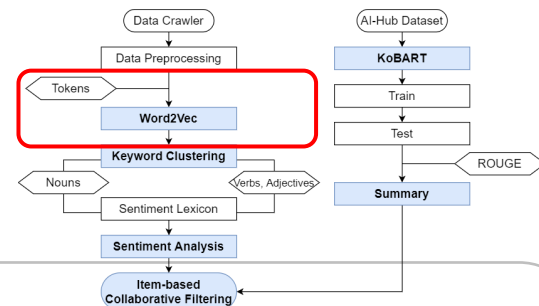 Data Crawler
Data Preprocessing
Tokens
Word2Vec
Keyword Clustering
Nouns
Verbs, Adjectives
Sentiment Lexicon
Sentiment Analysis
Item-based
Collaborative Filtering
AI-Hub Dataset
KoBART
Train
Test
ROUGE
Summary